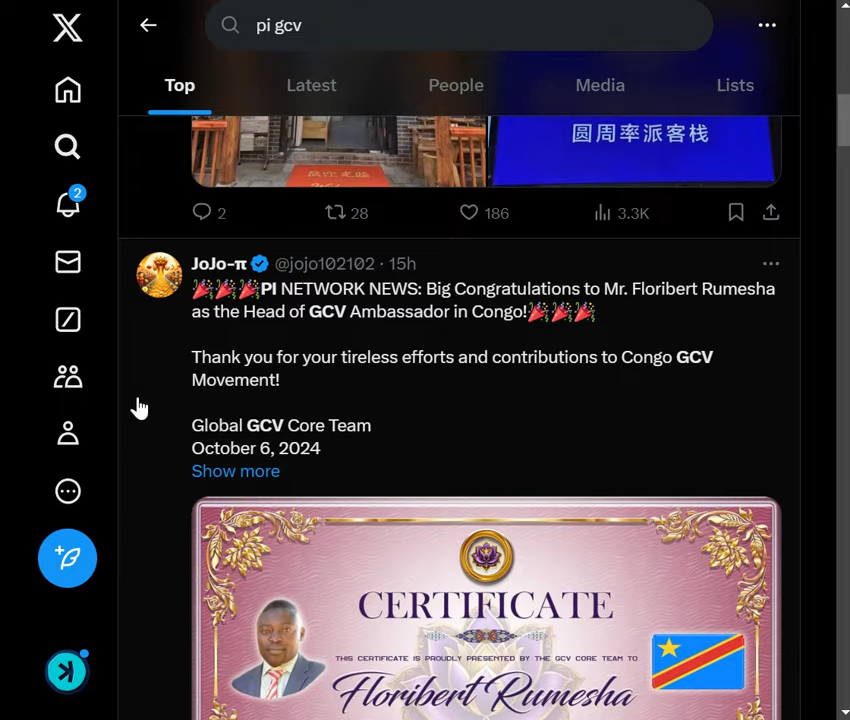 pi gcv
Top Latest People Media Lists
圆周率派客栈
2 28 186 3.3K
2
JoJo-π @jojo102102 · 15h
🎉🎉🎉PI NETWORK NEWS: Big Congratulations to Mr. Floribert Rumesha
as the Head of GCV Ambassador in Congo!🎉🎉🎉
Thank you for your tireless efforts and contributions to Congo GCV
Movement!
Global GCV Core Team
October 6, 2024
Show more
CERTIFICATE
THIS CERTIFICATE IS PROUDLY PRESENTED BY THE GCV CORE TEAM TO
Floribert Rumesha